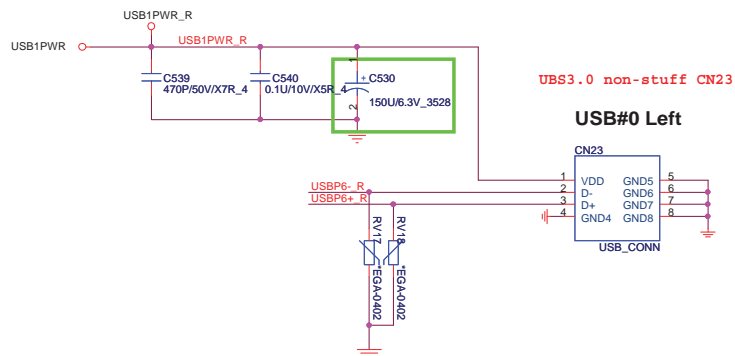 USB1PWR_R
USB1PWR
USB1PWR_R
C539
470P/50V/X7R_4
C540
0.1U/10V/X5R_4
1
+ C530
2
150U/6.3V_3528
UBS3.0 non-stuff CN23
USB#0 Left
CN23
1 VDD GND5 5
2 D- GND6 6
3 D+ GND7 7
4 GND4 GND8 8
USB_CONN
USBP6-_R
USBP6+_R
RV17
*EGA-0402
RV18
*EGA-0402